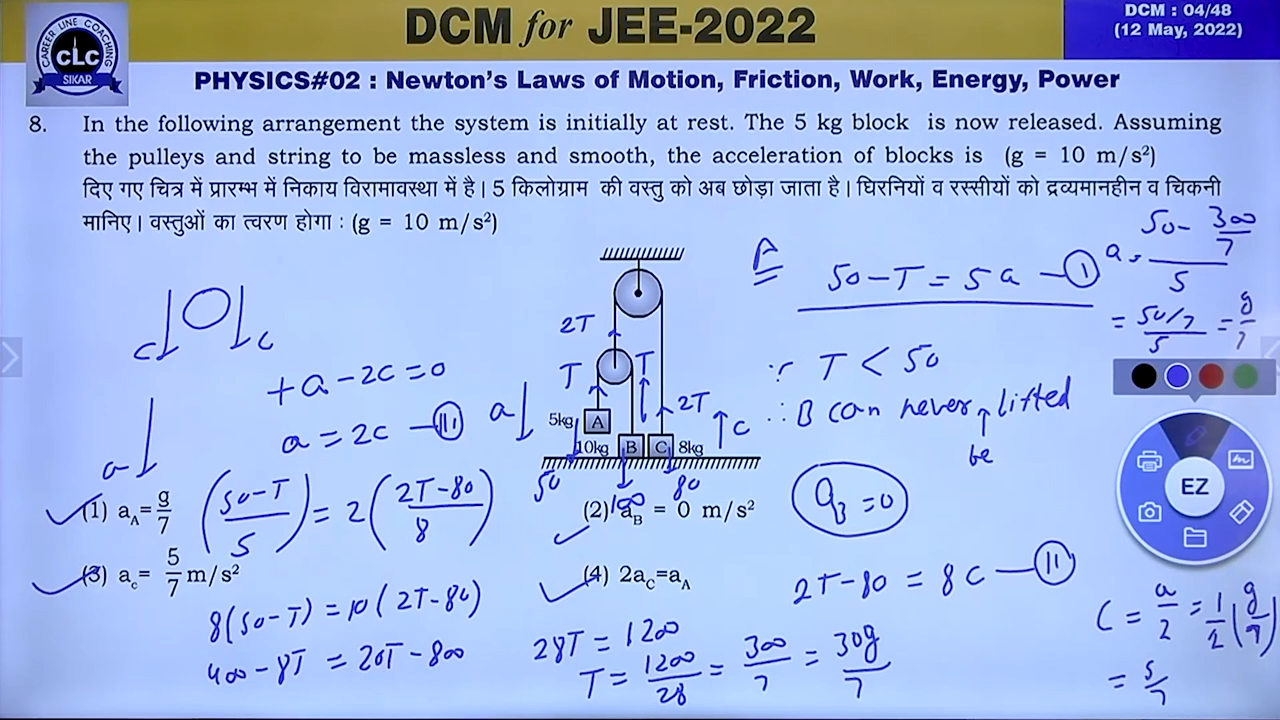 DCM for JEE-2022
DCM : 04/48
(12 May, 2022)
CAREER LINE COACHING
CLC
SIKAR
PHYSICS#02 : Newton's Laws of Motion, Friction, Work, Energy, Power
8. In the following arrangement the system is initially at rest. The 5 kg block is now released. Assuming
the pulleys and string to be massless and smooth, the acceleration of blocks is (g = 10 m/s²)
दिए गए चित्र में प्रारम्भ में निकाय विरामावस्था में है। 5 किलोग्राम की वस्तु को अब छोड़ा जाता है। घिरनियों व रस्सीयों को द्रव्यमानहीन व चिकनी
मानिए। वस्तुओं का त्वरण होगा : (g = 10 m/s²)
50 - T = 5a — (I)
a = (50 - 300/7)/5
= (50/7)/5 = g/7
2T
T T
∵ T < 50
∴ B can never be lifted
c c
+a - 2c = 0
a = 2c — (III)
a
a
5kg A
2T
c
10kg B C 8kg
50 100 80
(1) aA = g/7
((50-T)/5) = 2((2T-80)/8)
(2) aB = 0 m/s²
aB = 0
(3) ac = 5/7 m/s²
(4) 2aC=aA
2T - 80 = 8c — (II)
8(50-T) = 10(2T-80)
400 - 8T = 20T - 800
28T = 1200
T = 1200/28 = 300/7 = 30g/7
c = a/2 = 1/2 (g/7)
= 5/7
EZ